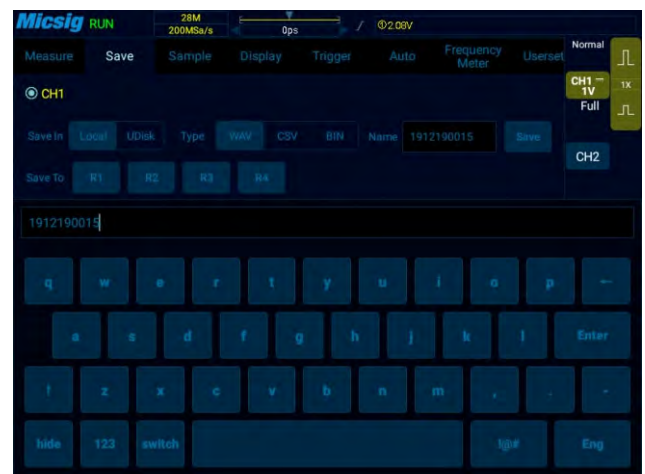 Micsig RUN 28M 200MSa/s 0ps ①2.08V
Measure Save Sample Display Trigger Auto Frequency Meter Userset Normal
CH1 CH1 1V Full 1X
Save In Local UDisk Type WAV CSV BIN Name 1912190015 Save
CH2
Save To R1 R2 R3 R4
1912190015
q w e r t y u i o p ←
a s d f g h j k l Enter
! z x c v b n m , . -
hide 123 switch !@# Eng